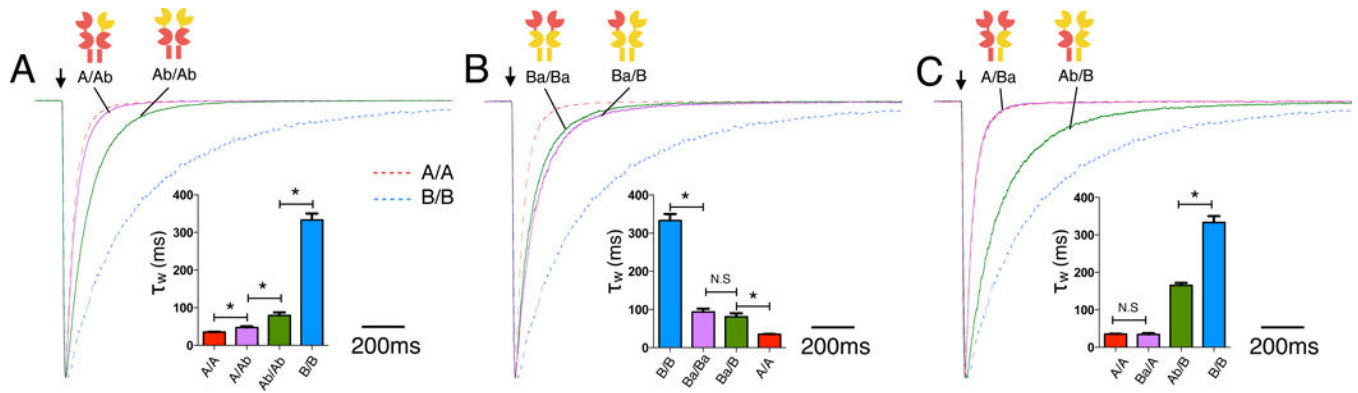 A
A/Ab
Ab/Ab
A/A
B/B
τw (ms)
400
300
200
100
0
*
*
*
A/A
A/Ab
Ab/Ab
B/B
200ms
B
Ba/Ba
Ba/B
τw (ms)
400
300
200
100
0
*
N.S
*
B/B
Ba/Ba
Ba/B
A/A
200ms
C
A/Ba
Ab/B
τw (ms)
400
300
200
100
0
N.S
*
A/A
Ba/A
Ab/B
B/B
200ms